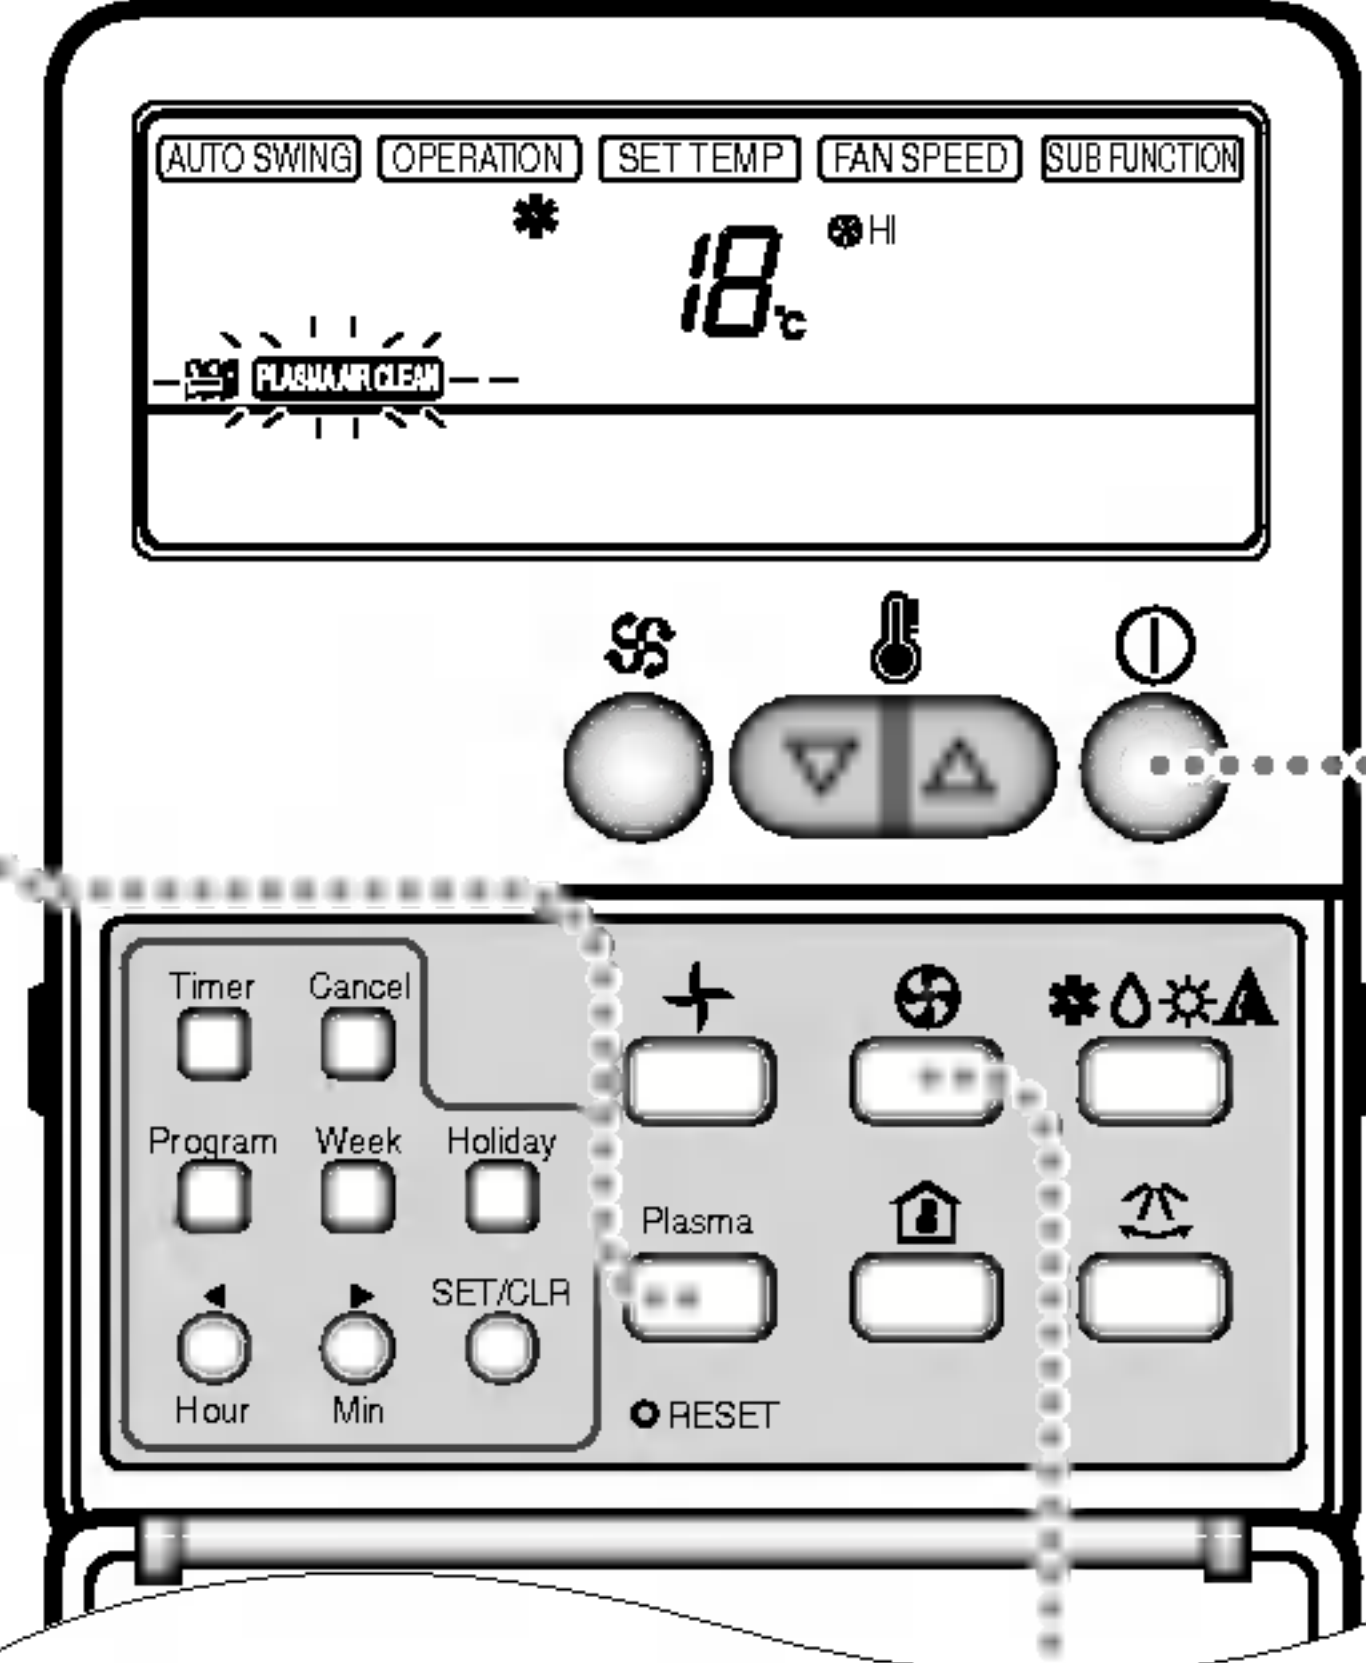 AUTO SWING OPERATION SET TEMP FAN SPEED SUB FUNCTION
18°C HI
PLASMA AIR CLEAN
Timer Cancel
Program Week Holiday
Plasma
SET/CLR
Hour Min RESET